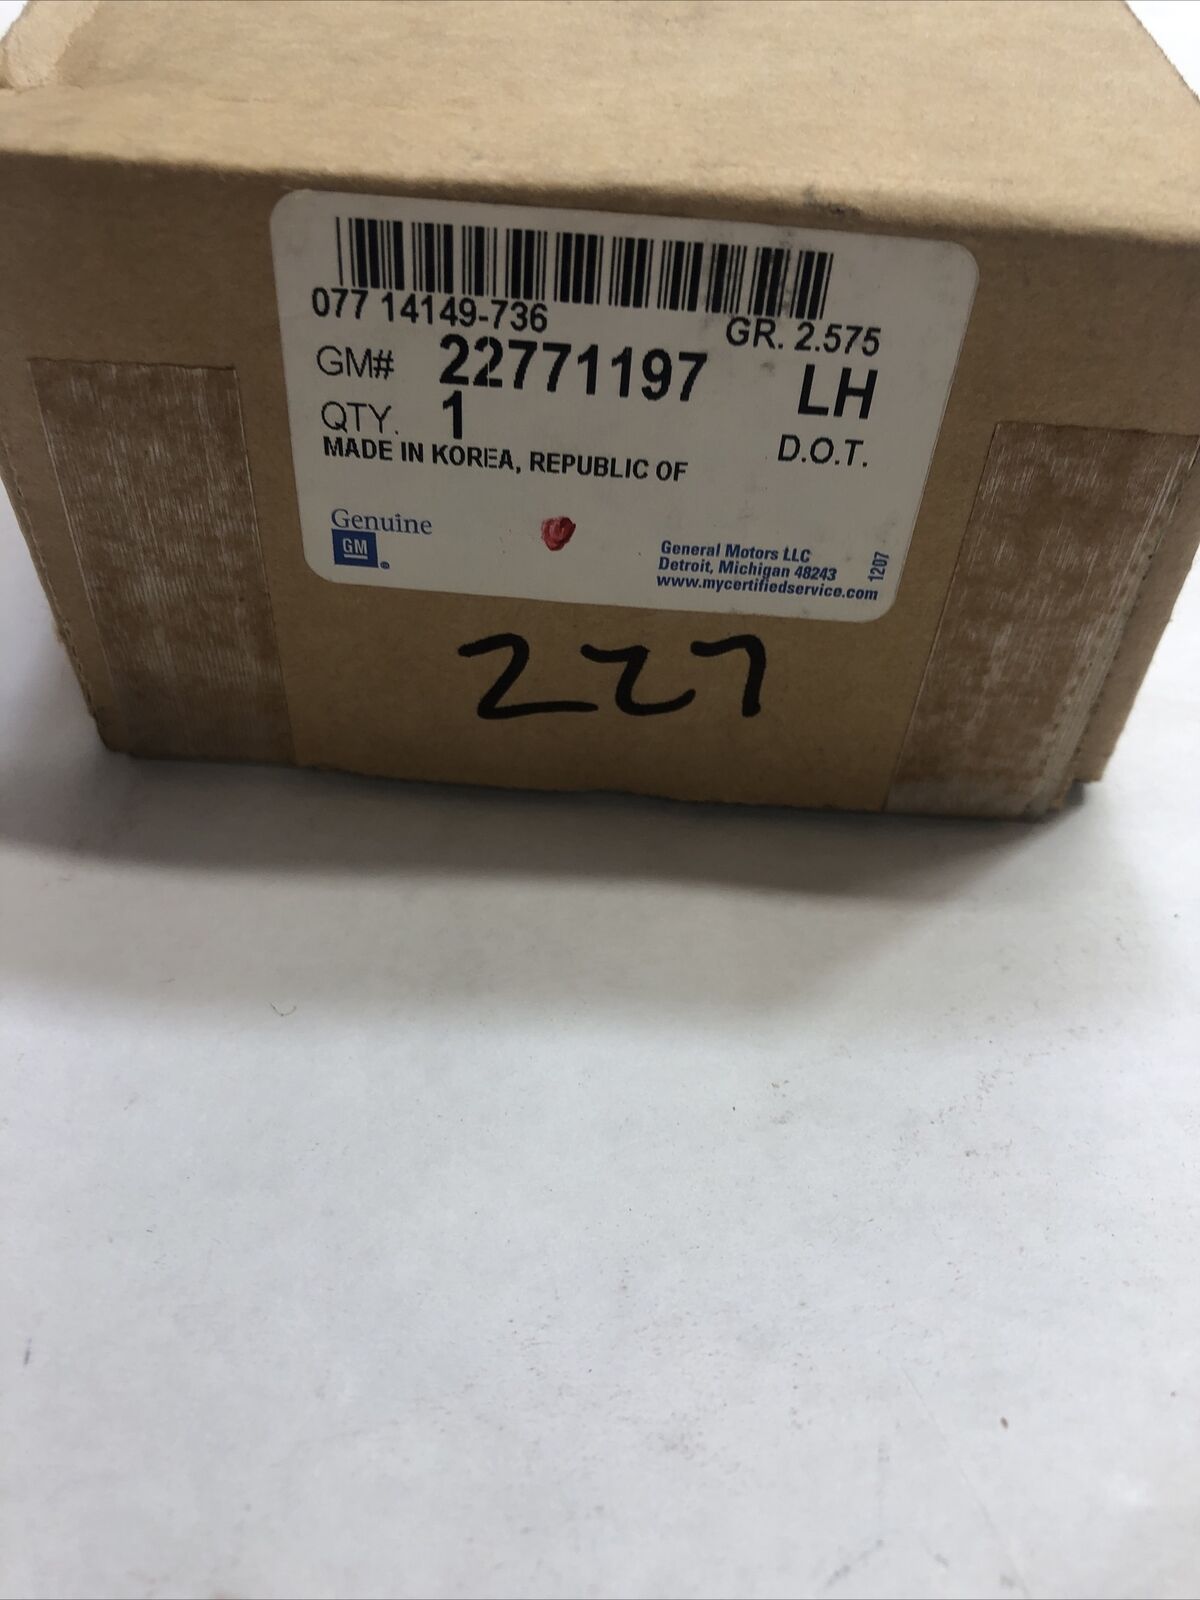 077 14149-736
GR. 2.575
GM# 22771197 LH
QTY. 1
D.O.T.
MADE IN KOREA, REPUBLIC OF
Genuine
GM
General Motors LLC
Detroit, Michigan 48243
www.mycertifiedservice.com
1207
227